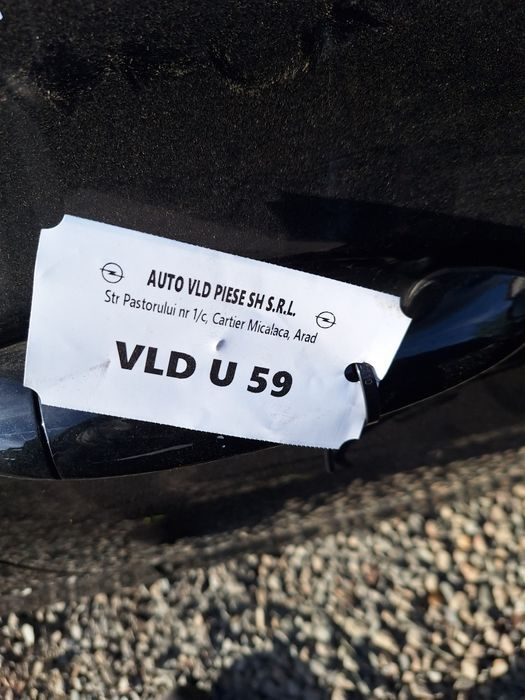 AUTO VLD PIESE SH S.R.L.
Str Pastorului nr 1/c, Cartier Micalaca, Arad
VLD U 59